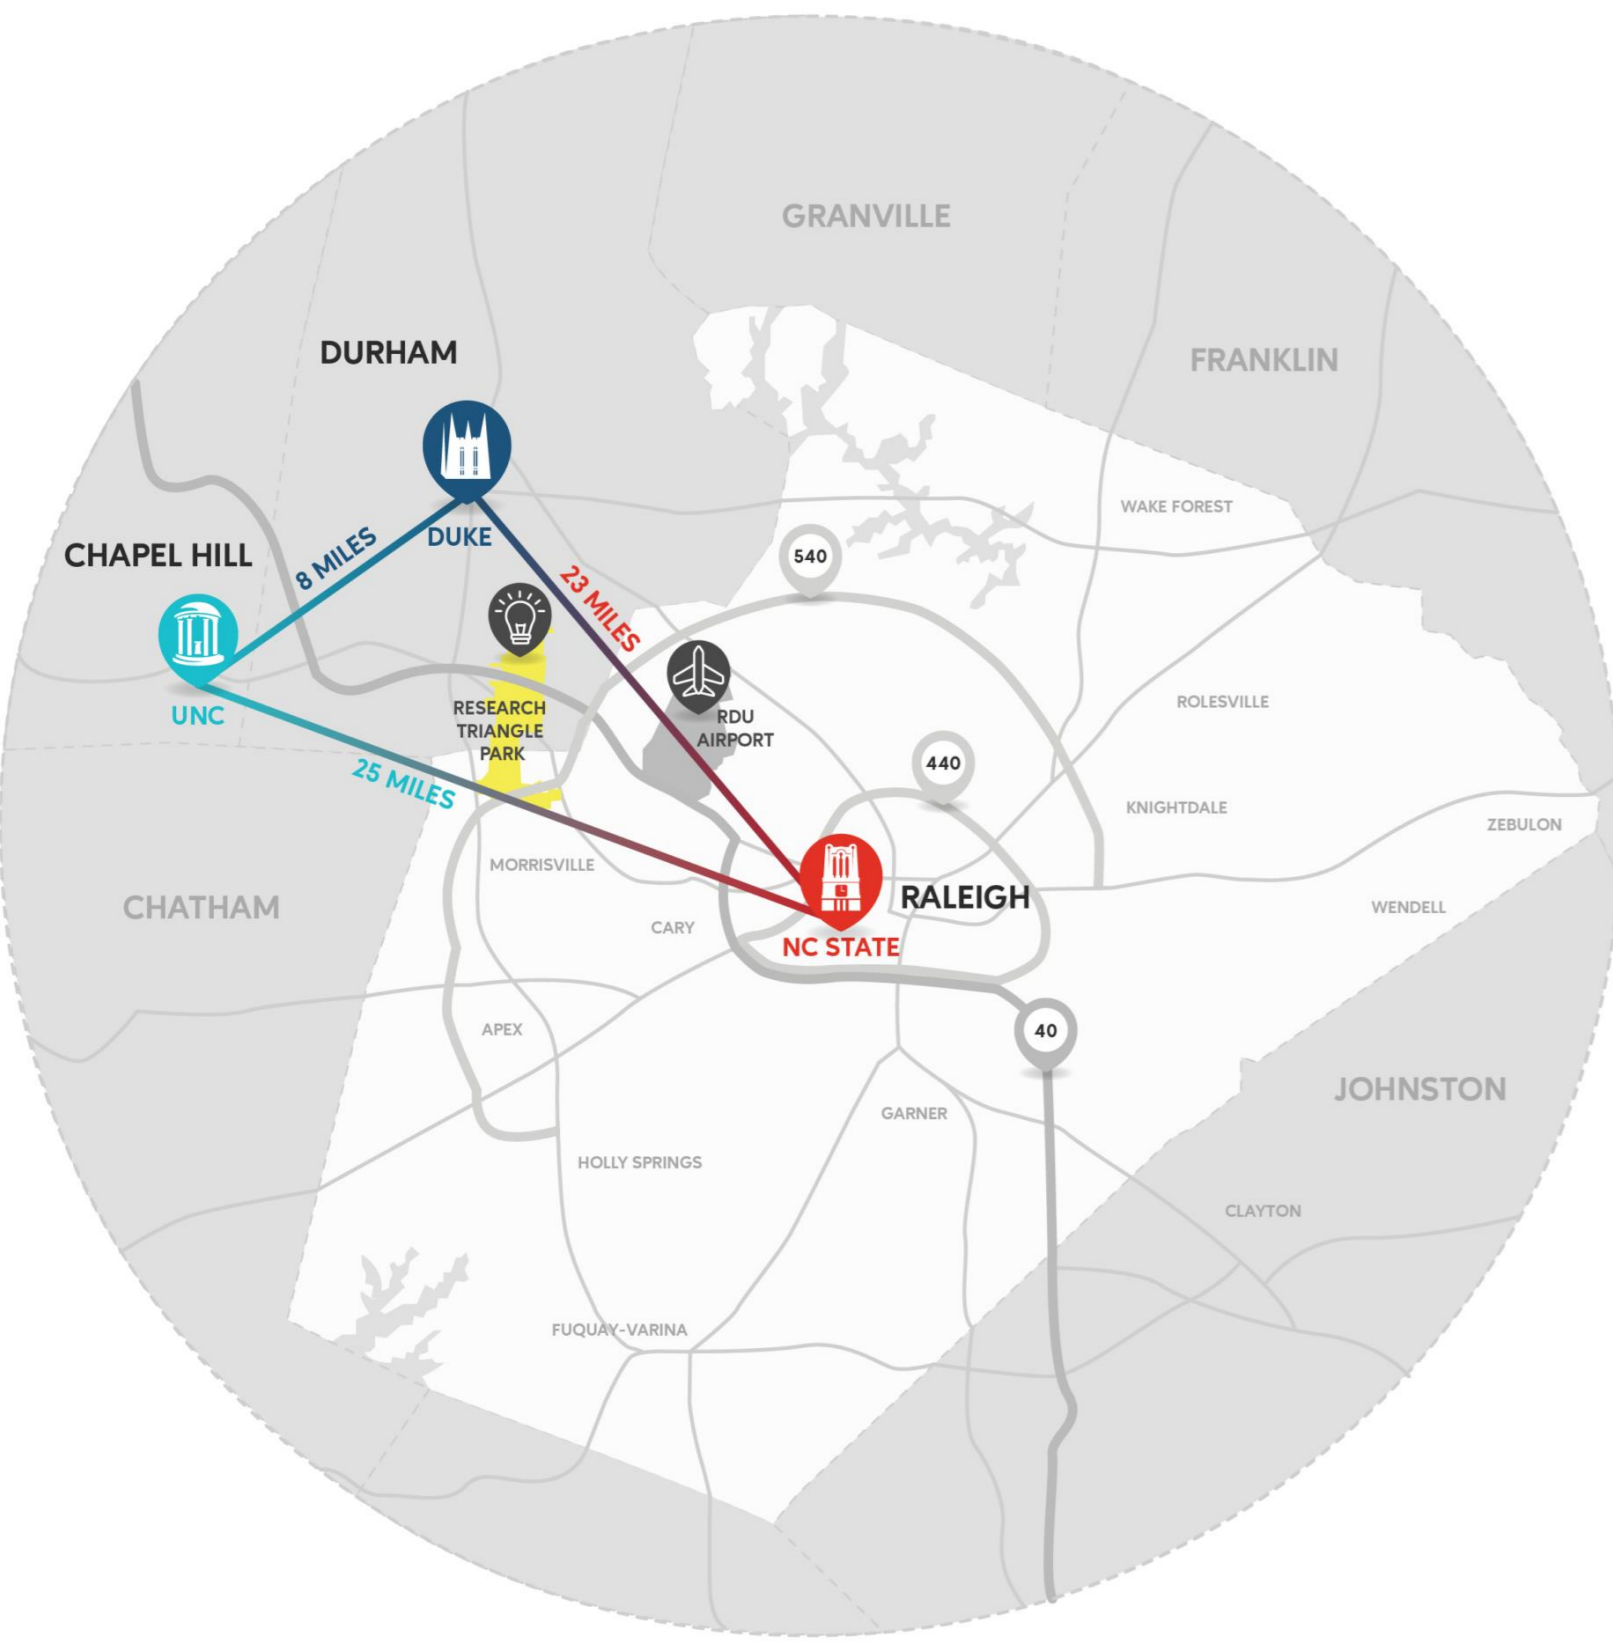 GRANVILLE
DURHAM
FRANKLIN
WAKE FOREST
8 MILES
DUKE
CHAPEL HILL
540
23 MILES
UNC
RESEARCH
TRIANGLE
PARK
RDU
AIRPORT
ROLESVILLE
25 MILES
440
KNIGHTDALE
ZEBULON
MORRISVILLE
CHATHAM
RALEIGH
WENDELL
CARY
NC STATE
APEX
40
JOHNSTON
GARNER
HOLLY SPRINGS
CLAYTON
FUQUAY-VARINA